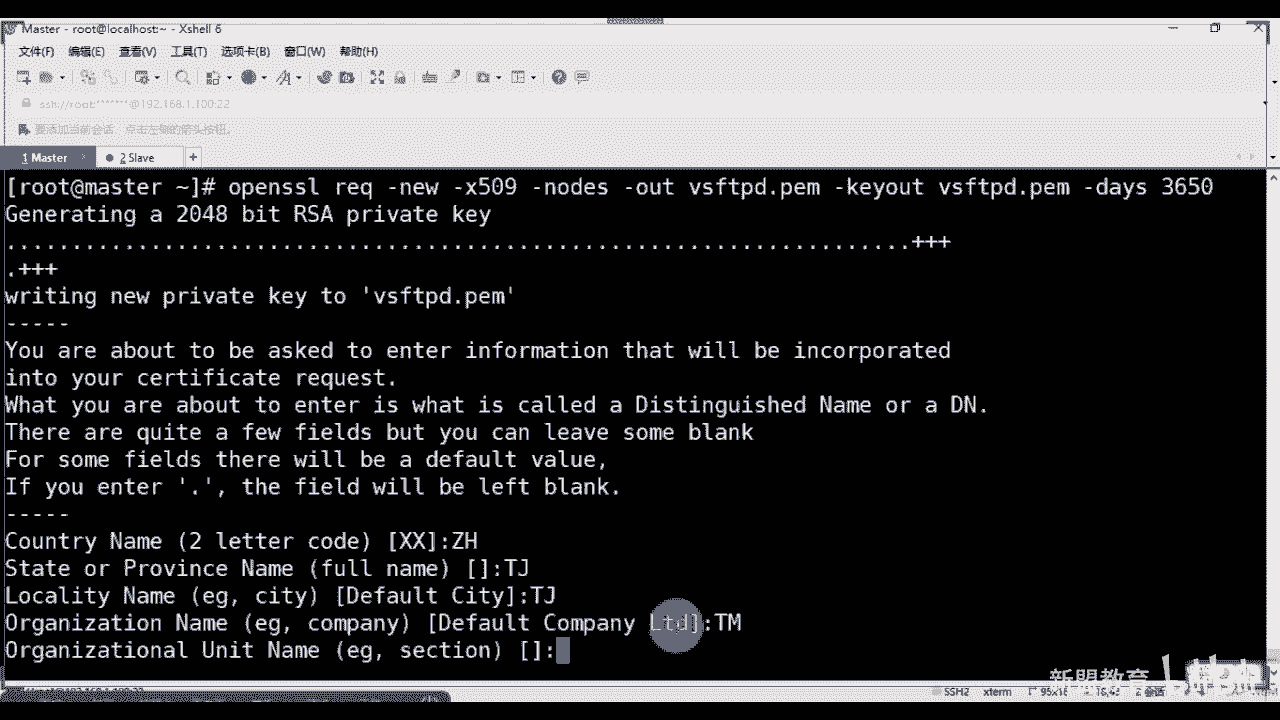 Master - root@localhost:~ - Xshell 6
文件(F) 编辑(E) 查看(V) 工具(T) 选项卡(B) 窗口(W) 帮助(H)
ssh://root:*******@192.168.1.100:22
要添加当前会话，点击左侧的箭头按钮。
1 Master × 2 Slave +
[root@master ~]# openssl req -new -x509 -nodes -out vsftpd.pem -keyout vsftpd.pem -days 3650
Generating a 2048 bit RSA private key
.....................................................................+++
.+++
writing new private key to 'vsftpd.pem'
-----
You are about to be asked to enter information that will be incorporated
into your certificate request.
What you are about to enter is what is called a Distinguished Name or a DN.
There are quite a few fields but you can leave some blank
For some fields there will be a default value,
If you enter '.', the field will be left blank.
-----
Country Name (2 letter code) [XX]:ZH
State or Province Name (full name) []:TJ
Locality Name (eg, city) [Default City]:TJ
Organization Name (eg, company) [Default Company Ltd]:TM
Organizational Unit Name (eg, section) []:
新盟教育
SSH2 xterm